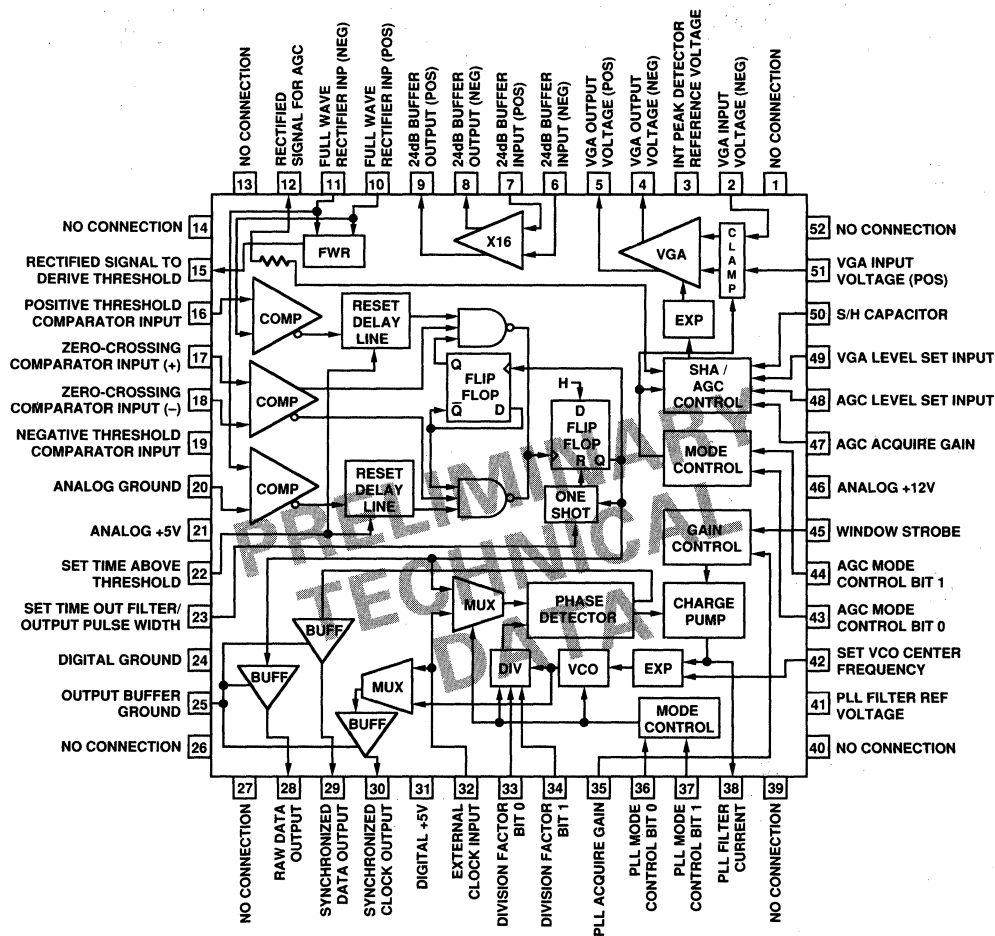 NO CONNECTION
RECTIFIED
SIGNAL FOR AGC
FULL WAVE
RECTIFIER INP (NEG)
FULL WAVE
RECTIFIER INP (POS)
24dB BUFFER
OUTPUT (POS)
24dB BUFFER
OUTPUT (NEG)
24dB BUFFER
INPUT (POS)
24dB BUFFER
INPUT (NEG)
VGA OUTPUT
VOLTAGE (POS)
VGA OUTPUT
VOLTAGE (NEG)
INT PEAK DETECTOR
REFERENCE VOLTAGE
VGA INPUT
VOLTAGE (NEG)
NO CONNECTION
13
12
11
10
9
8
7
6
5
4
3
2
1
NO CONNECTION
14
RECTIFIED SIGNAL TO
DERIVE THRESHOLD
15
POSITIVE THRESHOLD
COMPARATOR INPUT
16
ZERO-CROSSING
COMPARATOR INPUT (+)
17
ZERO-CROSSING
COMPARATOR INPUT (–)
18
NEGATIVE THRESHOLD
COMPARATOR INPUT
19
ANALOG GROUND
20
ANALOG +5V
21
SET TIME ABOVE
THRESHOLD
22
SET TIME OUT FILTER/
OUTPUT PULSE WIDTH
23
DIGITAL GROUND
24
OUTPUT BUFFER
GROUND
25
NO CONNECTION
26
FWR
X16
VGA
CLAMP
EXP
COMP
RESET
DELAY
LINE
COMP
Q
FLIP
FLOP
Q
D
H
D
FLIP
FLOP
R
Q
SHA /
AGC
CONTROL
MODE
CONTROL
COMP
RESET
DELAY
LINE
ONE
SHOT
GAIN
CONTROL
MUX
PHASE
DETECTOR
CHARGE
PUMP
BUFF
BUFF
MUX
DIV
VCO
EXP
BUFF
MODE
CONTROL
PRELIMINARY
TECHNICAL
DATA
52
NO CONNECTION
51
VGA INPUT
VOLTAGE (POS)
50
S/H CAPACITOR
49
VGA LEVEL SET INPUT
48
AGC LEVEL SET INPUT
47
AGC ACQUIRE GAIN
46
ANALOG +12V
45
WINDOW STROBE
44
AGC MODE
CONTROL BIT 1
43
AGC MODE
CONTROL BIT 0
42
SET VCO CENTER
FREQUENCY
41
PLL FILTER REF
VOLTAGE
40
NO CONNECTION
27
28
29
30
31
32
33
34
35
36
37
38
39
NO CONNECTION
RAW DATA
OUTPUT
SYNCHRONIZED
DATA OUTPUT
SYNCHRONIZED
CLOCK OUTPUT
DIGITAL +5V
EXTERNAL
CLOCK INPUT
DIVISION FACTOR
BIT 0
DIVISION FACTOR
BIT 1
PLL ACQUIRE GAIN
PLL MODE
CONTROL BIT 0
PLL MODE
CONTROL BIT 1
PLL FILTER
CURRENT
NO CONNECTION